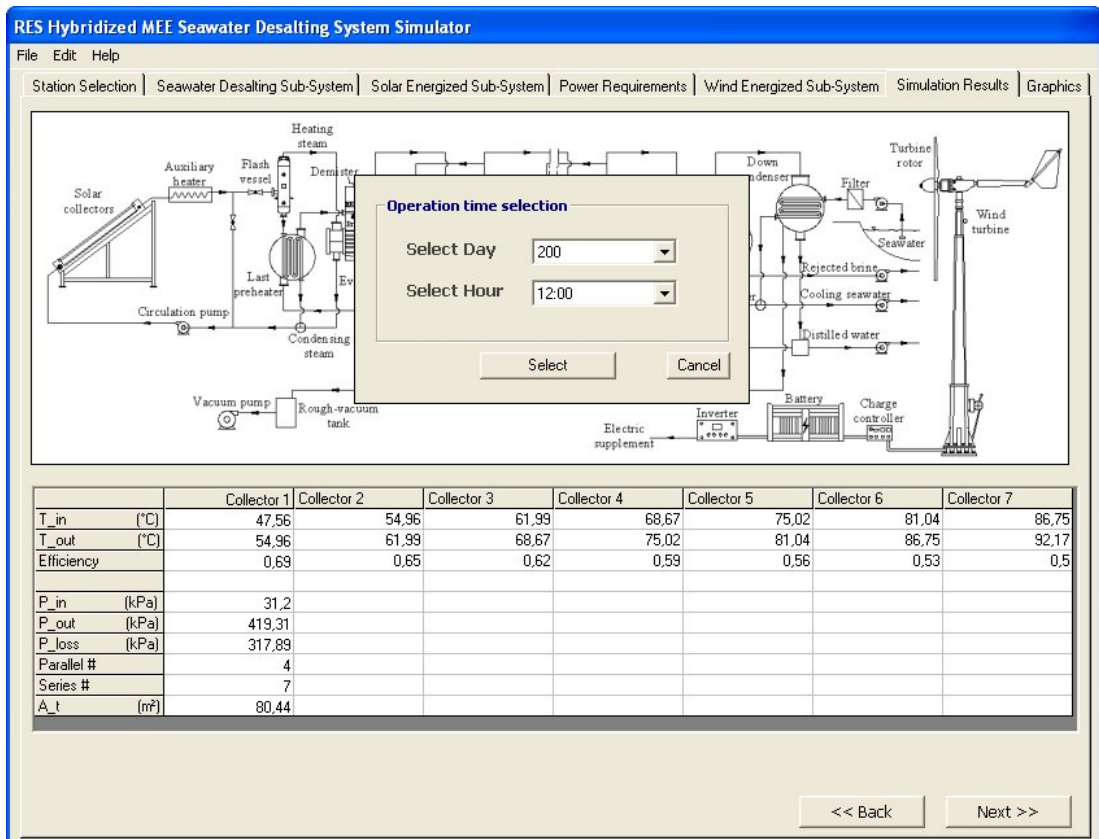 RES Hybridized MEE Seawater Desalting System Simulator
File Edit Help
Station Selection Seawater Desalting Sub-System Solar Energized Sub-System Power Requirements Wind Energized Sub-System Simulation Results Graphics
Heating
steam
Auxiliary
heater
Flash
vessel
Solar
collectors
Last
preheater
Circulation pump
Condensing
steam
Vacuum pump
Rough-vacuum
tank
Down
Filter
Seawater
Turbine
rotor
Wind
turbine
Rejected brine
Cooling seawater
Distilled water
Electric
supplement
Inverter
Battery
Charge
controller
Operation time selection
Select Day 200
Select Hour 12:00
Select Cancel
Collector 1 Collector 2 Collector 3 Collector 4 Collector 5 Collector 6 Collector 7
T_in (°C) 47,56 54,96 61,99 68,67 75,02 81,04 86,75
T_out (°C) 54,96 61,99 68,67 75,02 81,04 86,75 92,17
Efficiency 0,69 0,65 0,62 0,59 0,56 0,53 0,5
P_in (kPa) 31,2
P_out (kPa) 419,31
P_loss (kPa) 317,89
Parallel # 4
Series # 7
A_t (m²) 80,44
<< Back Next >>